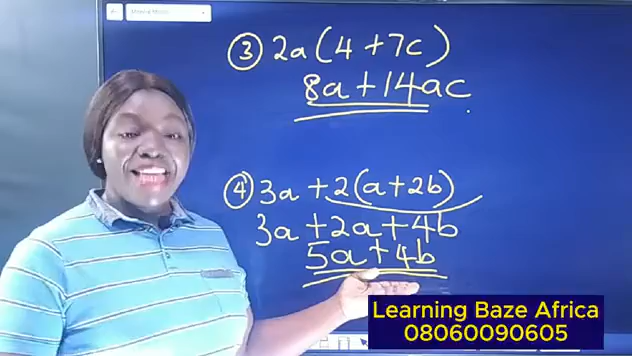 ③ 2a(4+7c)
8a+14ac
④ 3a+2(a+2b)
3a+2a+4b
5a+4b
Learning Baze Africa
08060090605